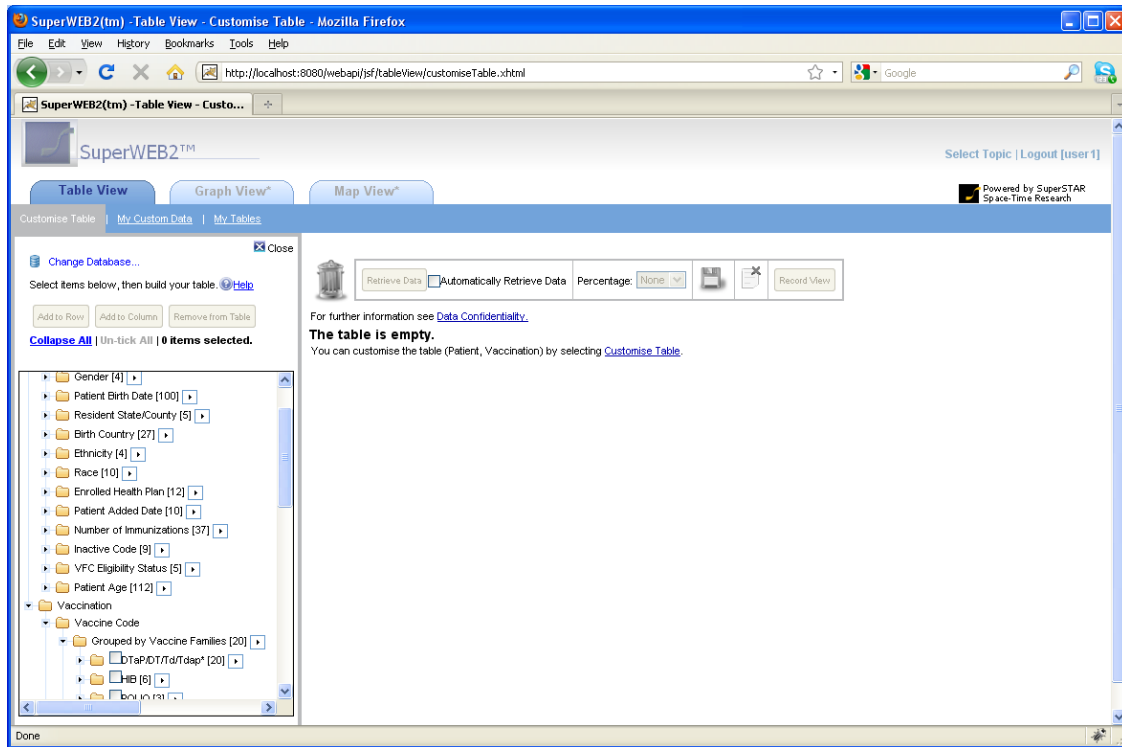 SuperWEB2(tm) -Table View - Customise Table - Mozilla Firefox
File Edit View History Bookmarks Tools Help
http://localhost:8080/webapi/jsf/tableView/customiseTable.xhtml
Google
SuperWEB2(tm) -Table View - Custo...
SuperWEB2™
Select Topic | Logout [user1]
Table View Graph View* Map View*
Powered by SuperSTAR
Space-Time Research
Customise Table | My Custom Data | My Tables
Close
Change Database...
Select items below, then build your table. Help
Add to Row Add to Column Remove from Table
Collapse All | Un-tick All | 0 items selected.
Gender [4]
Patient Birth Date [100]
Resident State/County [5]
Birth Country [27]
Ethnicity [4]
Race [10]
Enrolled Health Plan [12]
Patient Added Date [10]
Number of Immunizations [37]
Inactive Code [9]
VFC Eligibility Status [5]
Patient Age [112]
Vaccination
Vaccine Code
Grouped by Vaccine Families [20]
DTaP/DT/Td/Tdap* [20]
HIB [6]
POLIO [3]
Retrieve Data Automatically Retrieve Data Percentage: None Record View
For further information see Data Confidentiality.
The table is empty.
You can customise the table (Patient, Vaccination) by selecting Customise Table.
Done